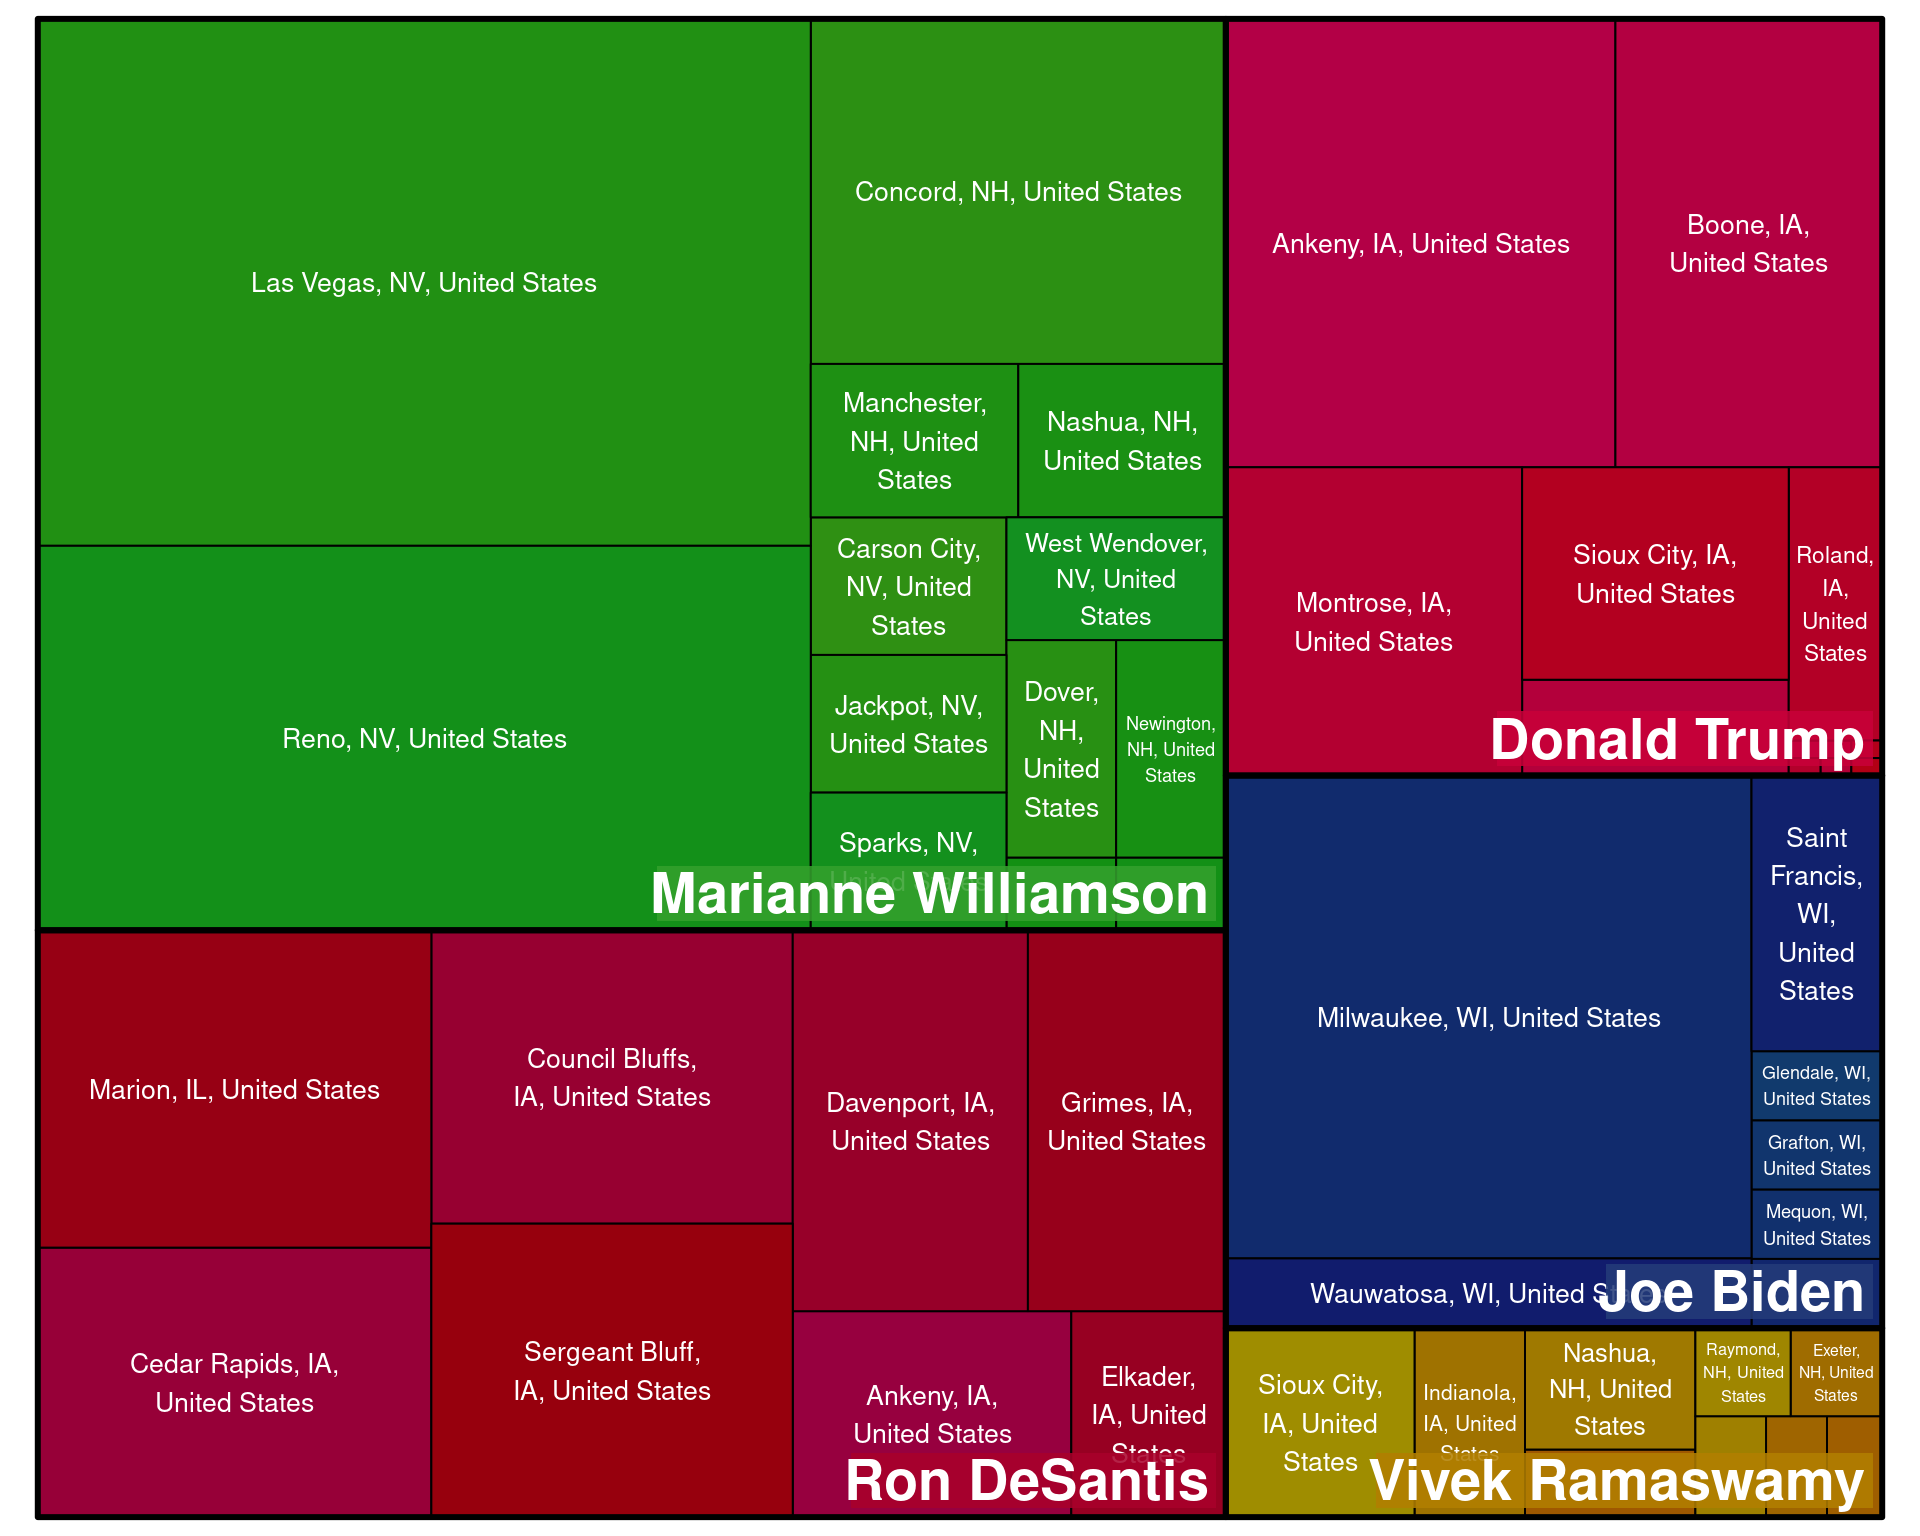 Las Vegas, NV, United States
Reno, NV, United States
Concord, NH, United States
Manchester,
NH, United
States
Nashua, NH,
United States
Carson City,
NV, United
States
West Wendover,
NV, United
States
Jackpot, NV,
United States
Dover,
NH,
United
States
Newington,
NH, United
States
Sparks, NV,
United States
Marianne Williamson
Ankeny, IA, United States
Boone, IA,
United States
Montrose, IA,
United States
Sioux City, IA,
United States
Roland,
IA,
United
States
Donald Trump
Marion, IL, United States
Cedar Rapids, IA,
United States
Council Bluffs,
IA, United States
Sergeant Bluff,
IA, United States
Davenport, IA,
United States
Grimes, IA,
United States
Ankeny, IA,
United States
Elkader,
IA, United
States
Ron DeSantis
Milwaukee, WI, United States
Saint
Francis,
WI,
United
States
Glendale, WI,
United States
Grafton, WI,
United States
Mequon, WI,
United States
Wauwatosa, WI, United
Joe Biden
Sioux City,
IA, United
States
Indianola,
IA, United
States
Nashua,
NH, United
States
Raymond,
NH, United
States
Exeter,
NH, United
States
Vivek Ramaswamy